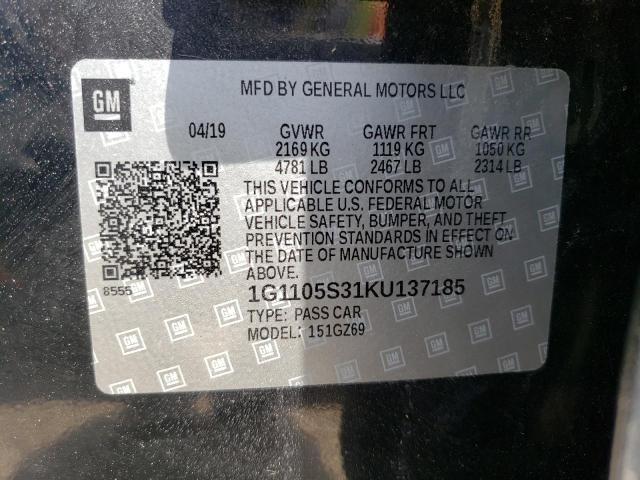 GM
MFD BY GENERAL MOTORS LLC
04/19 GVWR GAWR FRT GAWR RR
2169 KG 1119 KG 1050 KG
4781 LB 2467 LB 2314 LB
THIS VEHICLE CONFORMS TO ALL
APPLICABLE U.S. FEDERAL MOTOR
VEHICLE SAFETY, BUMPER, AND THEFT
PREVENTION STANDARDS IN EFFECT ON
THE DATE OF MANUFACTURE SHOWN
ABOVE.
8555
1G1105S31KU137185
TYPE: PASS CAR
MODEL: 151GZ69